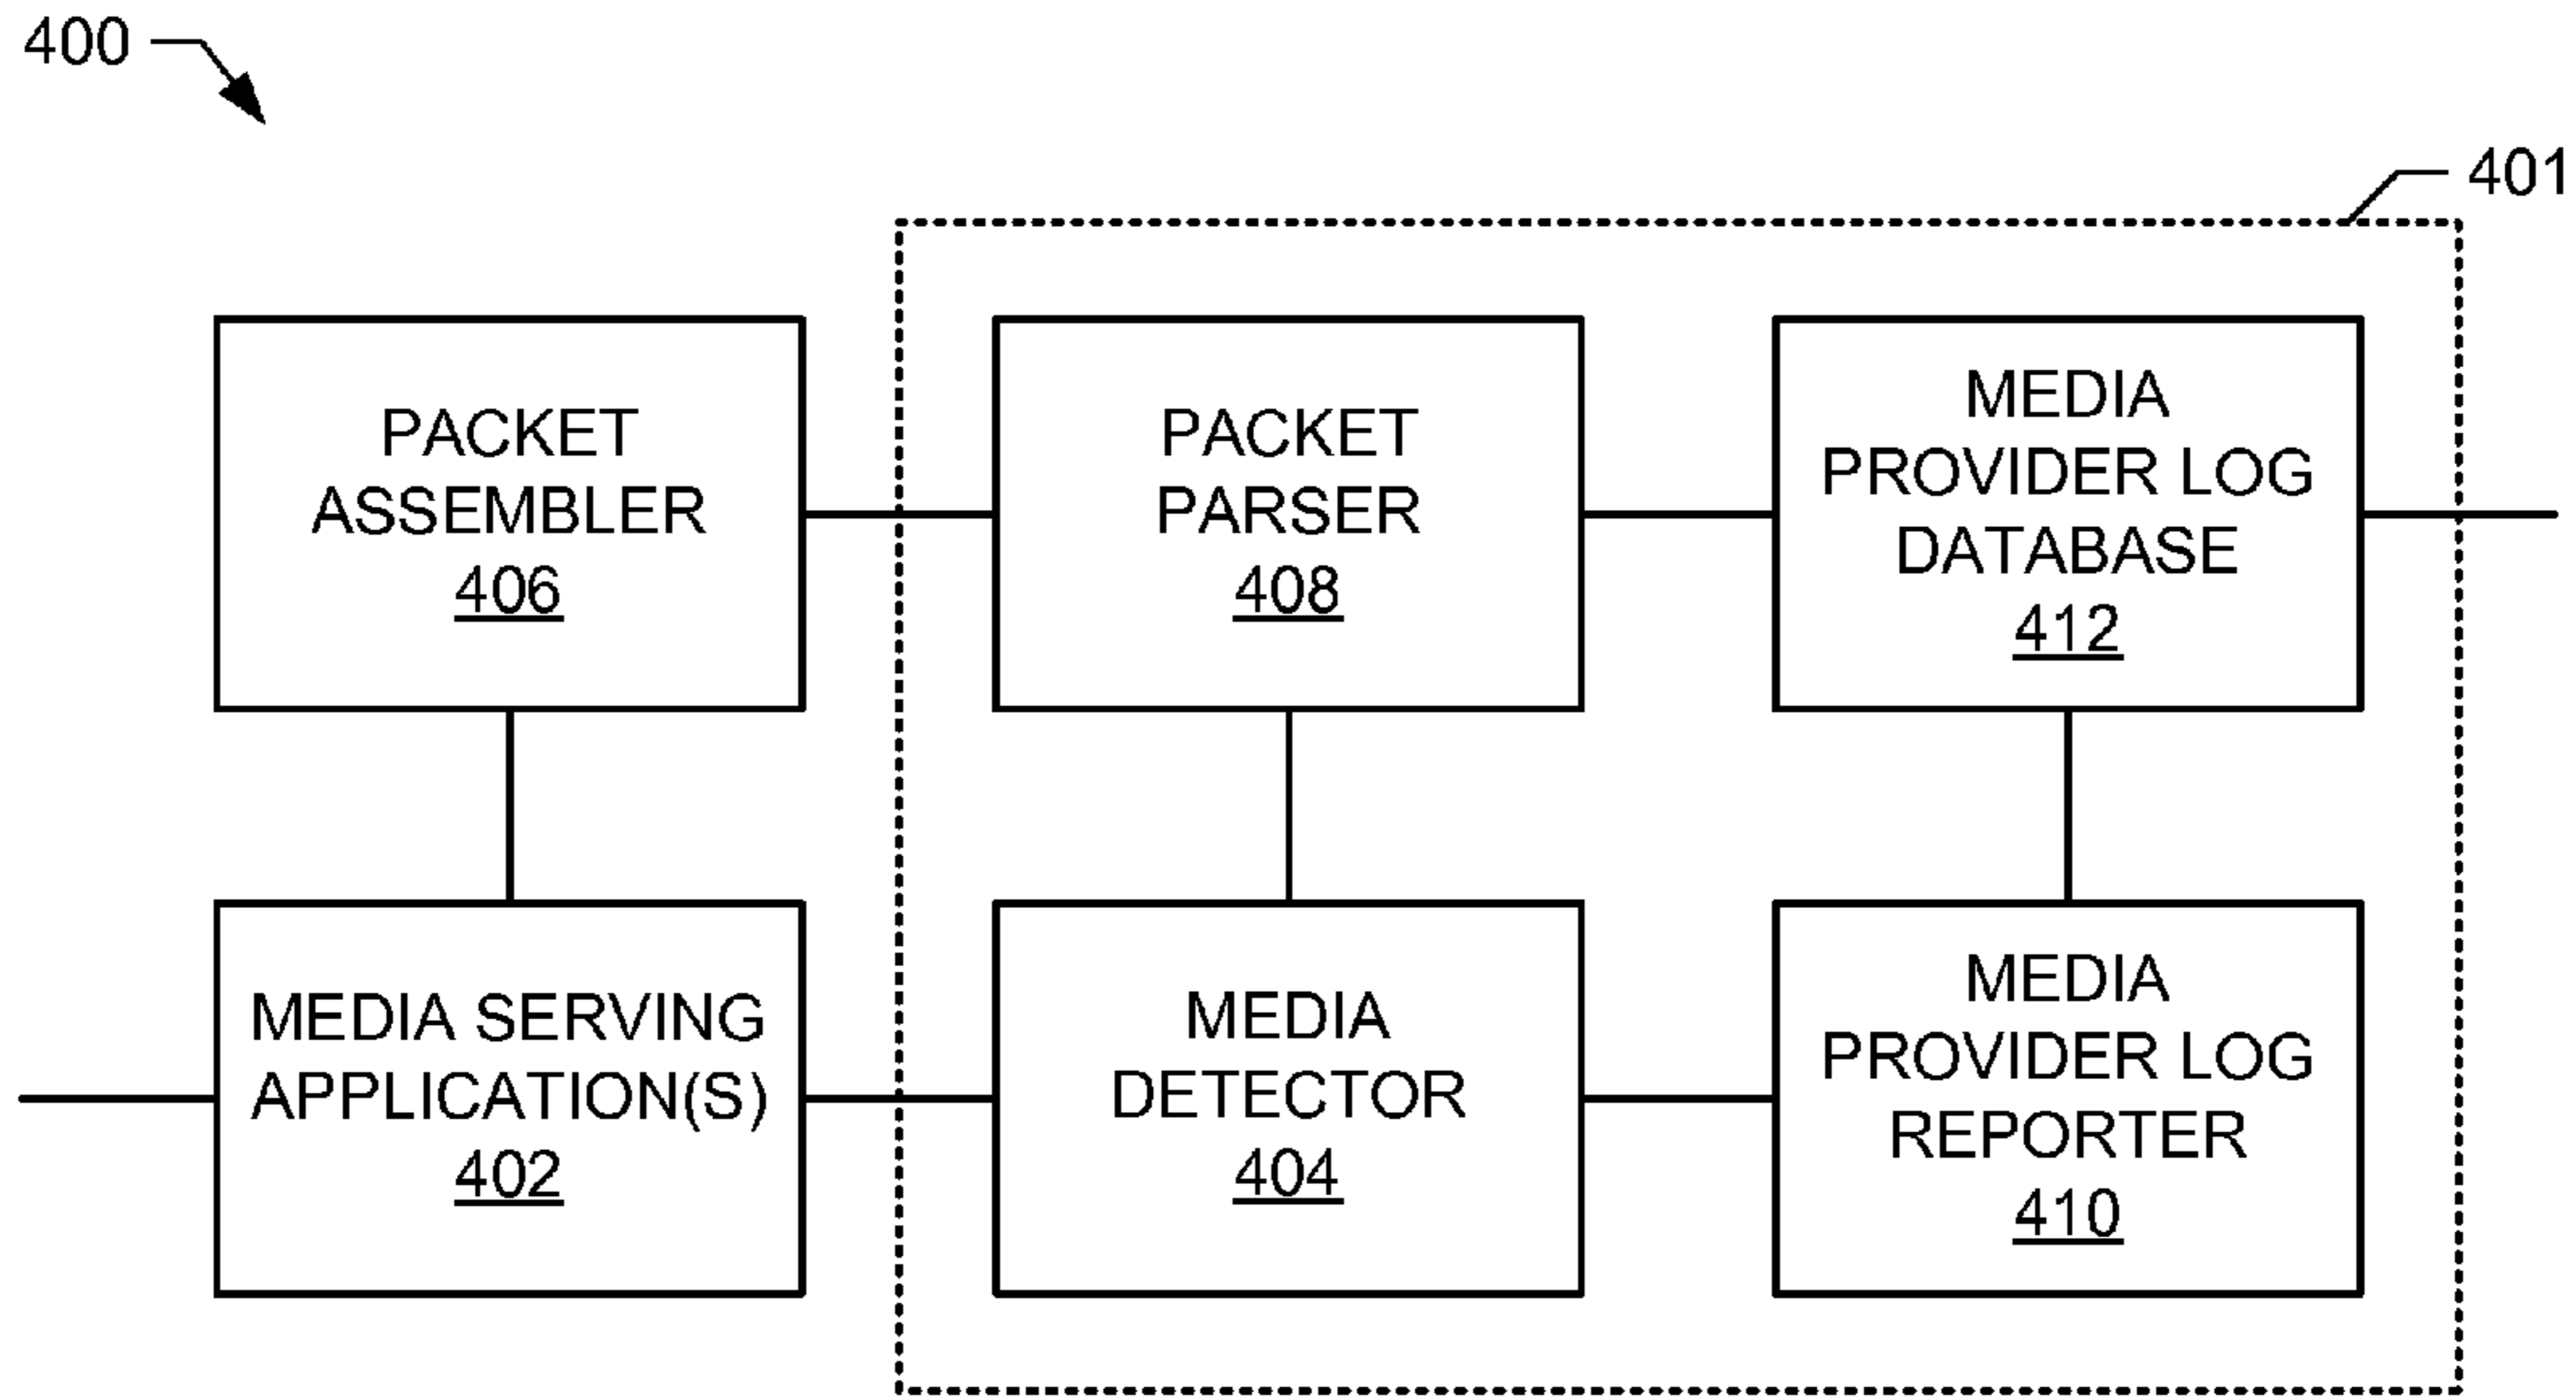 400
401
PACKET
ASSEMBLER
406
PACKET
PARSER
408
MEDIA
PROVIDER LOG
DATABASE
412
MEDIA SERVING
APPLICATION(S)
402
MEDIA
DETECTOR
404
MEDIA
PROVIDER LOG
REPORTER
410